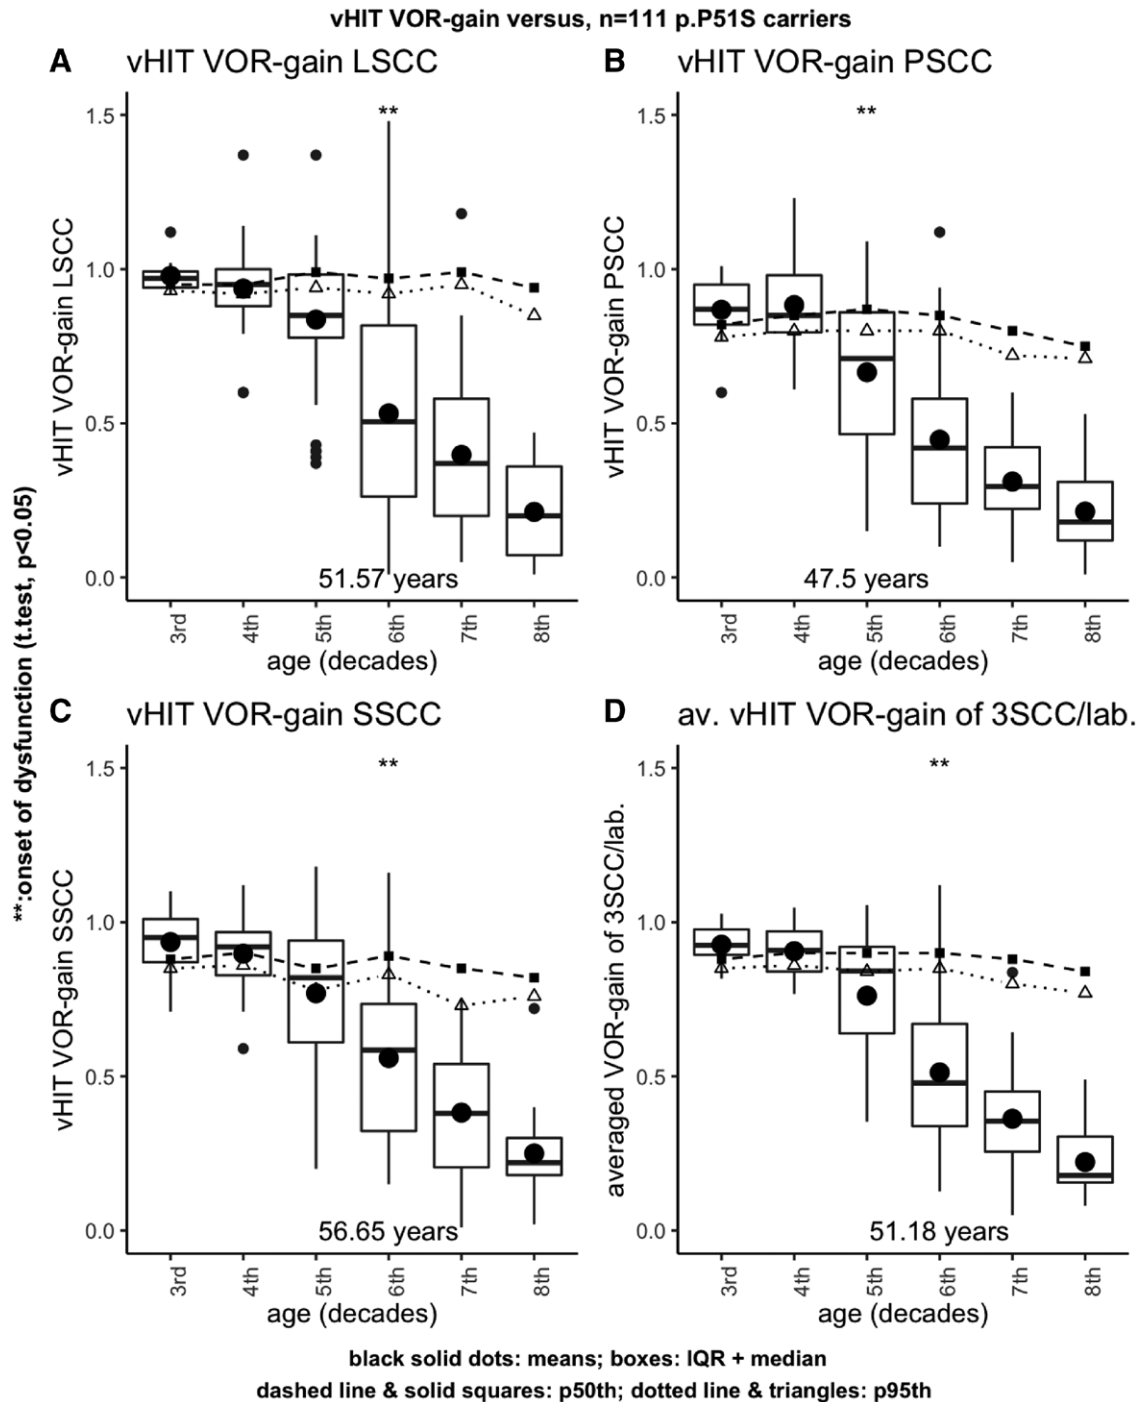 vHIT VOR-gain versus, n=111 p.P51S carriers
A
vHIT VOR-gain LSCC
**
1.5
1.0
0.5
0.0
vHIT VOR-gain LSCC
51.57 years
3rd
4th
5th
6th
7th
8th
age (decades)
B
vHIT VOR-gain PSCC
**
1.5
1.0
0.5
0.0
vHIT VOR-gain PSCC
47.5 years
3rd
4th
5th
6th
7th
8th
age (decades)
**:onset of dysfunction (t.test, p<0.05)
C
vHIT VOR-gain SSCC
**
1.5
1.0
0.5
0.0
vHIT VOR-gain SSCC
56.65 years
3rd
4th
5th
6th
7th
8th
age (decades)
D
av. vHIT VOR-gain of 3SCC/lab.
**
1.5
1.0
0.5
0.0
averaged VOR-gain of 3SCC/lab.
51.18 years
3rd
4th
5th
6th
7th
8th
age (decades)
black solid dots: means; boxes: IQR + median
dashed line & solid squares: p50th; dotted line & triangles: p95th